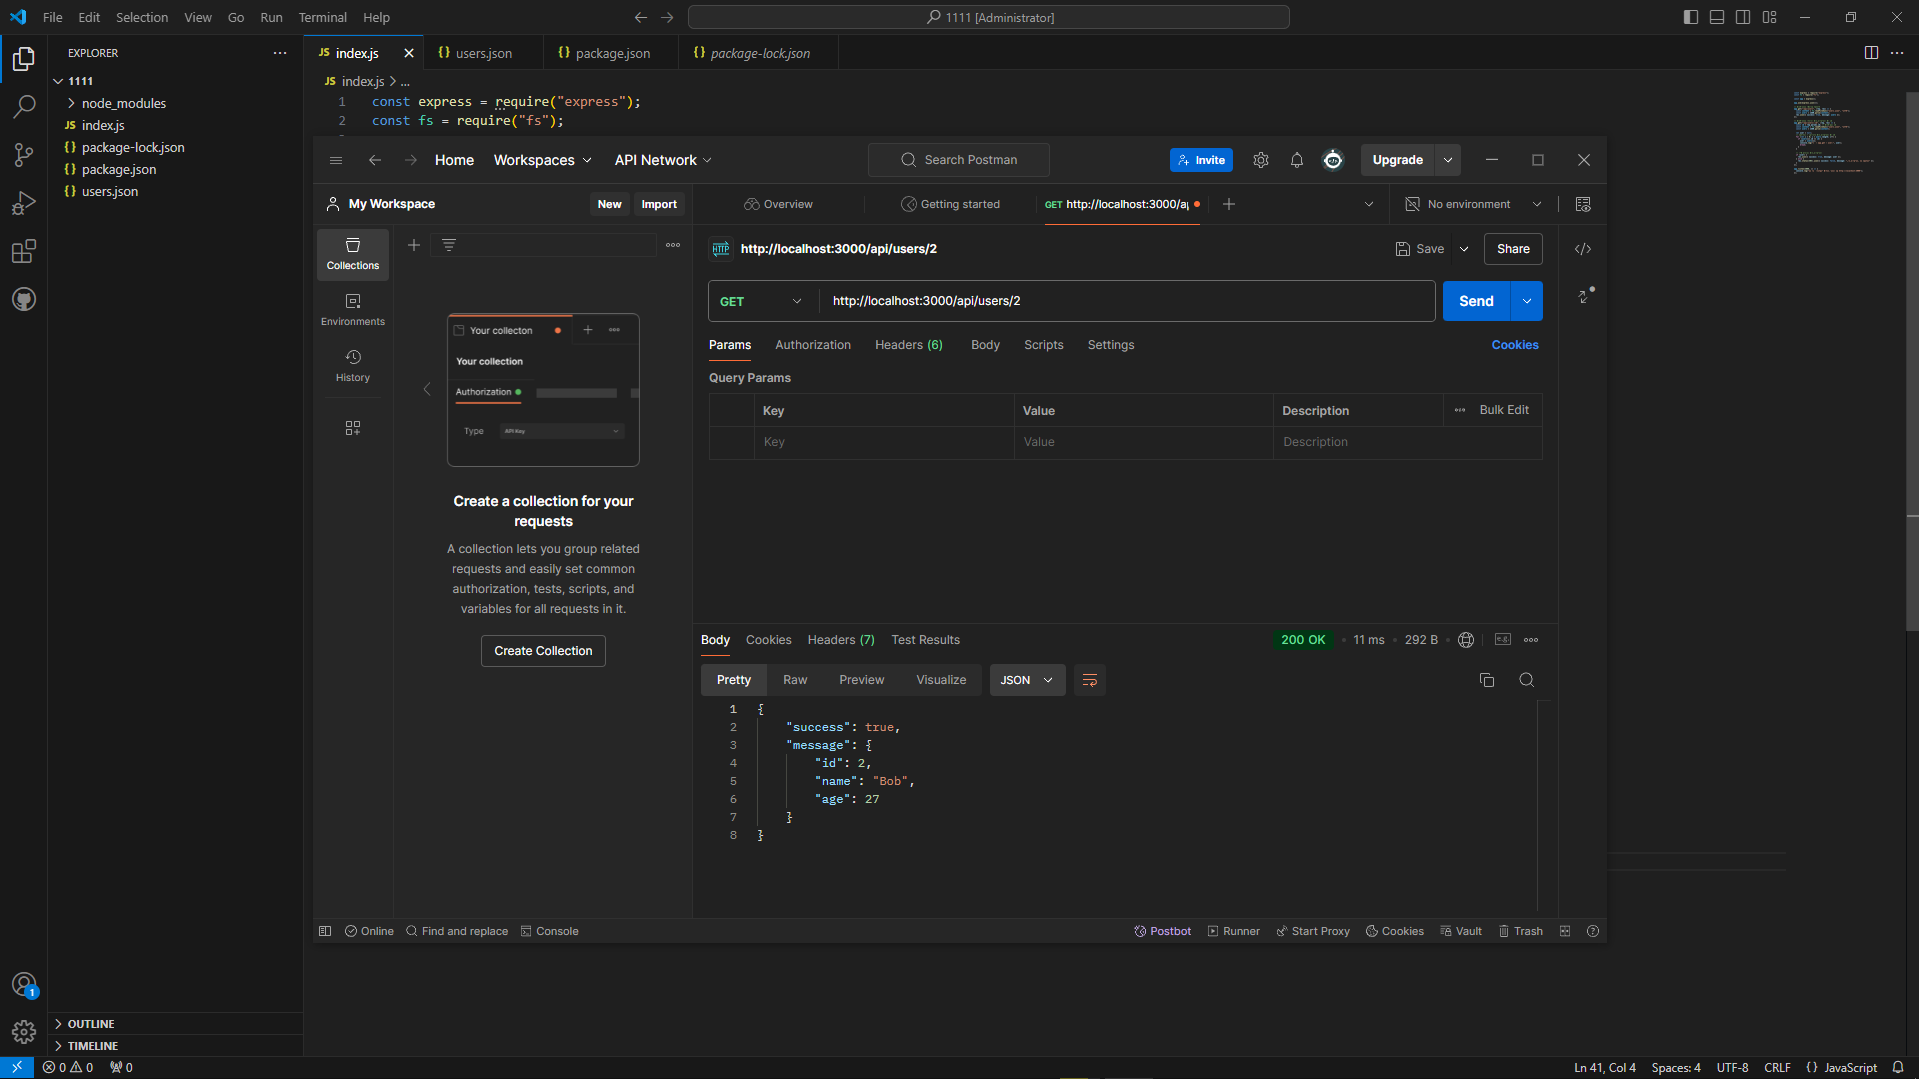 File Edit Selection View Go Run Terminal Help
1111 [Administrator]
EXPLORER
1111
node_modules
JS index.js
{} package-lock.json
{} package.json
{} users.json
OUTLINE
TIMELINE
JS index.js
{} users.json
{} package.json
{} package-lock.json
JS index.js > ...
1 const express = require("express");
2 const fs = require("fs");
Home Workspaces API Network
Search Postman
Invite
Upgrade
My Workspace
New Import
Overview
Getting started
GET http://localhost:3000/a
No environment
Collections
Environments
History
Your collecton
Your collection
Authorization
Type API Key
Create a collection for your
requests
A collection lets you group related
requests and easily set common
authorization, tests, scripts, and
variables for all requests in it.
Create Collection
HTTP http://localhost:3000/api/users/2
Save Share
GET http://localhost:3000/api/users/2
Send
Params Authorization Headers (6) Body Scripts Settings
Cookies
Query Params
Key Value Description Bulk Edit
Key Value Description
Body Cookies Headers (7) Test Results
200 OK • 11 ms • 292 B
e.g.
Pretty Raw Preview Visualize JSON
1 {
2 "success": true,
3 "message": {
4 "id": 2,
5 "name": "Bob",
6 "age": 27
7 }
8 }
Online Find and replace Console
Postbot Runner Start Proxy Cookies Vault Trash
1
0 0 0
Ln 41, Col 4 Spaces: 4 UTF-8 CRLF {} JavaScript